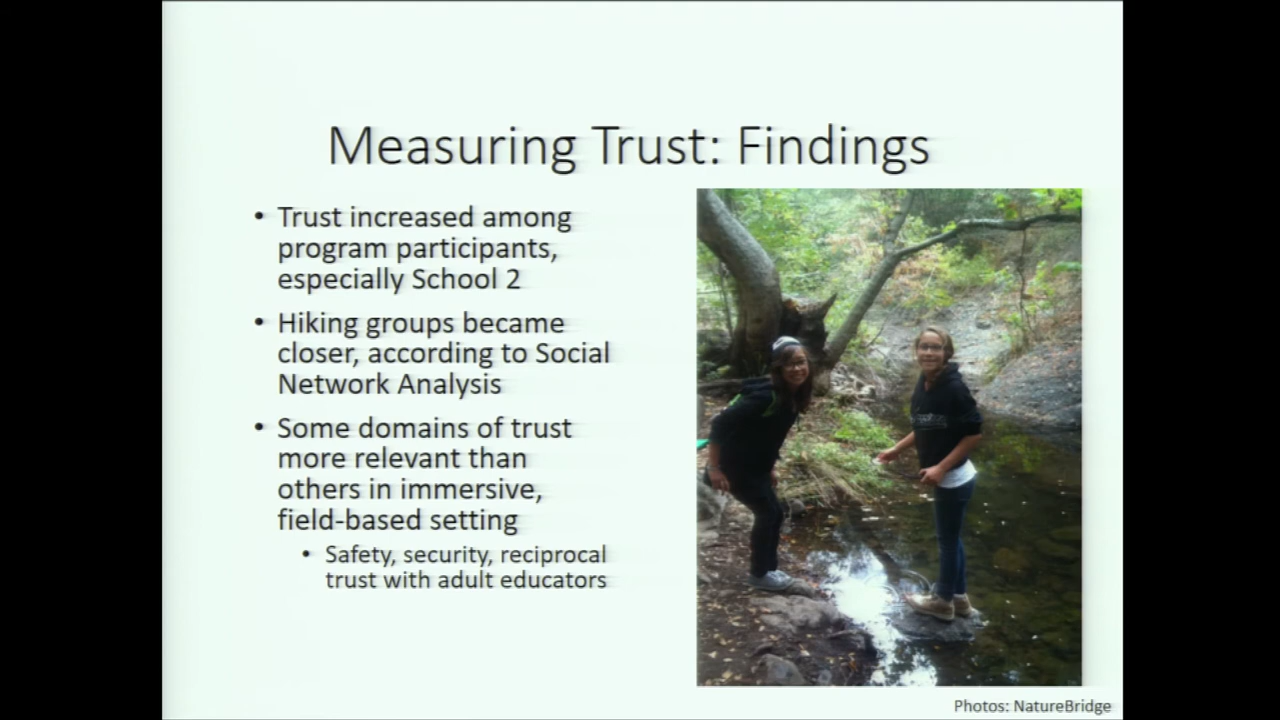 Measuring Trust: Findings
• Trust increased among
program participants,
especially School 2
• Hiking groups became
closer, according to Social
Network Analysis
• Some domains of trust
more relevant than
others in immersive,
field-based setting
• Safety, security, reciprocal
trust with adult educators
Photos: NatureBridge